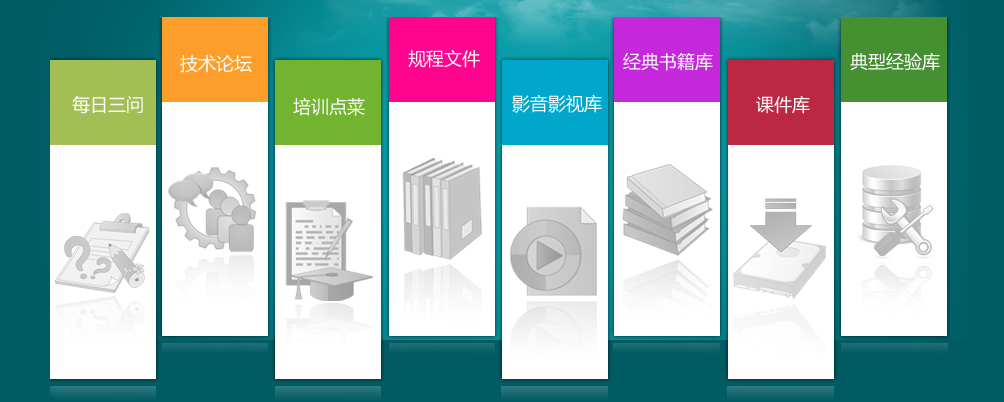 每日三问
技术论坛
培训点菜
规程文件
影音影视库
经典书籍库
课件库
典型经验库